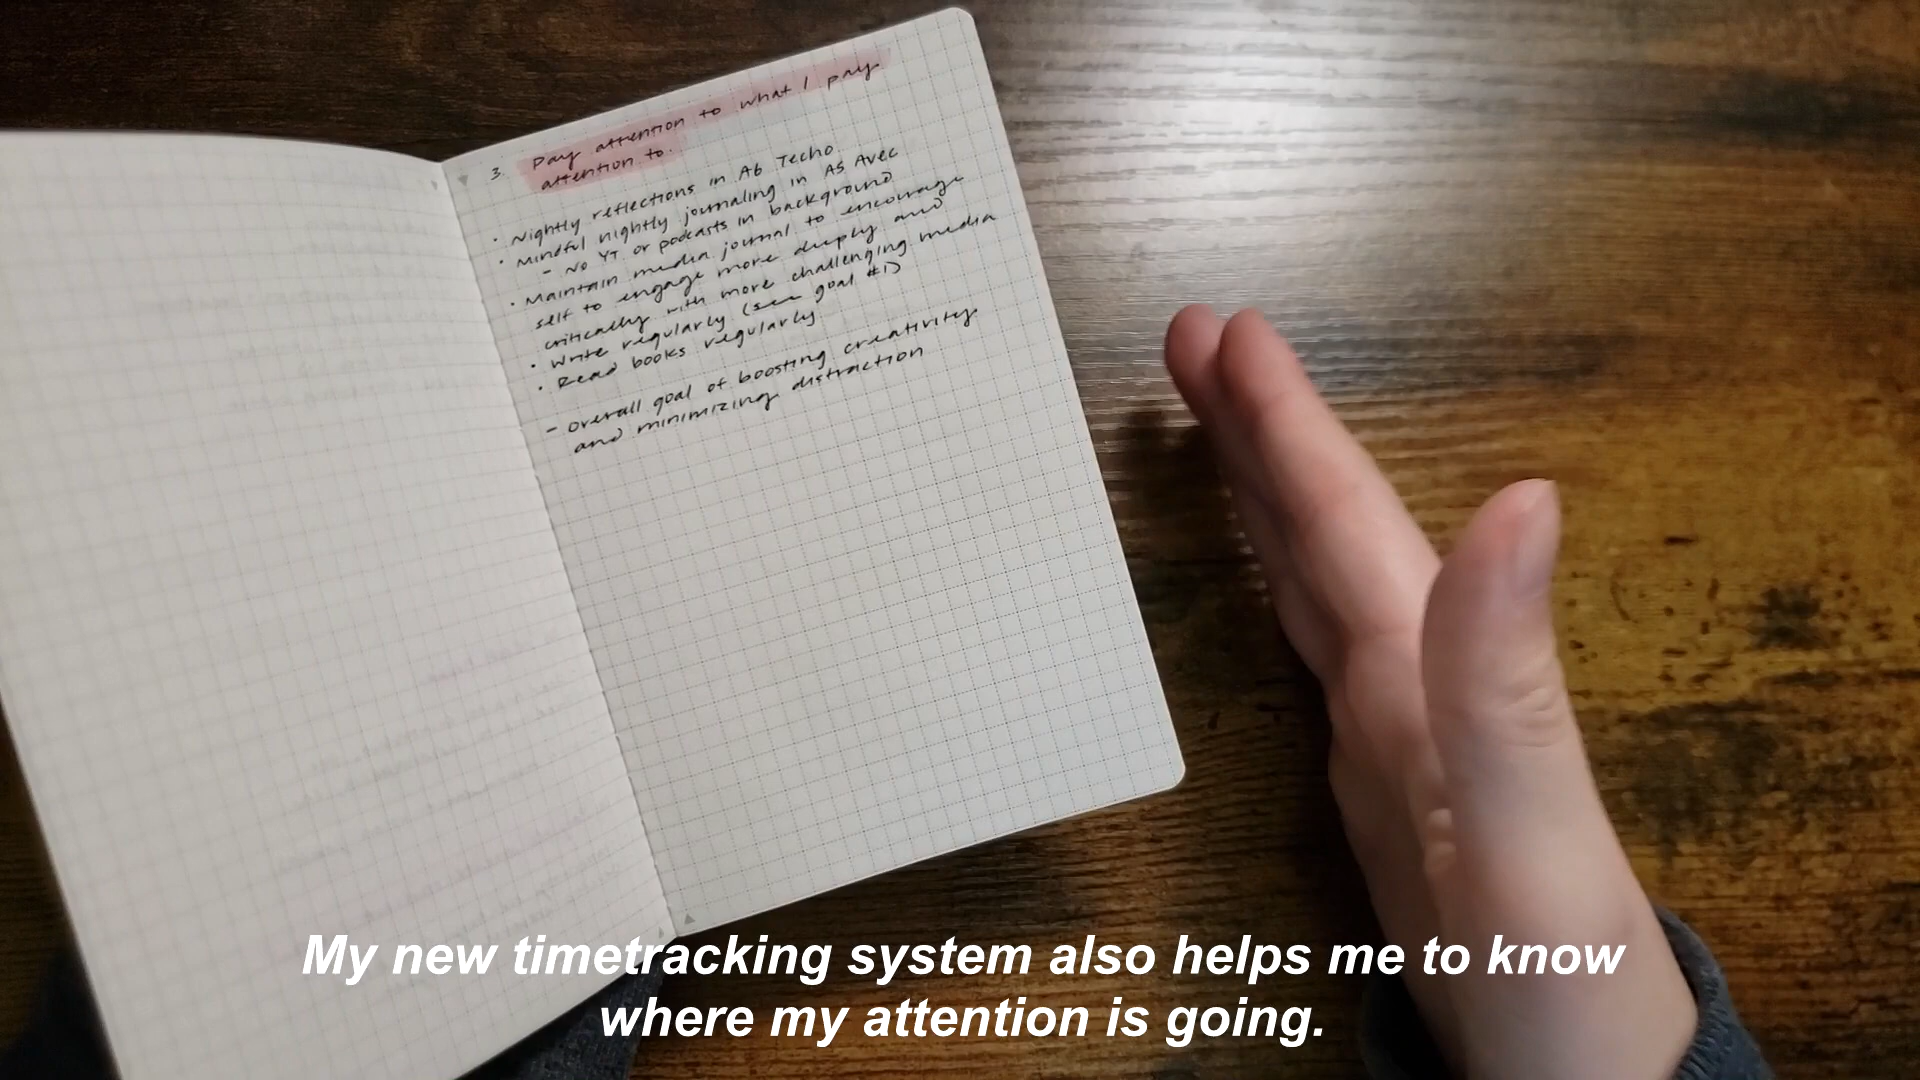 3. Pay attention to what I pay
attention to.
• Nightly reflections in A6 Techo
• Mindful nightly journaling in A5 Avec
- No YT or podcasts in background
• Maintain media journal to encourage
self to engage more deeply and
critically with more challenging media
• Write regularly (see goal #1)
• Read books regularly
- Overall goal of boosting creativity
and minimizing distraction
My new timetracking system also helps me to know
where my attention is going.